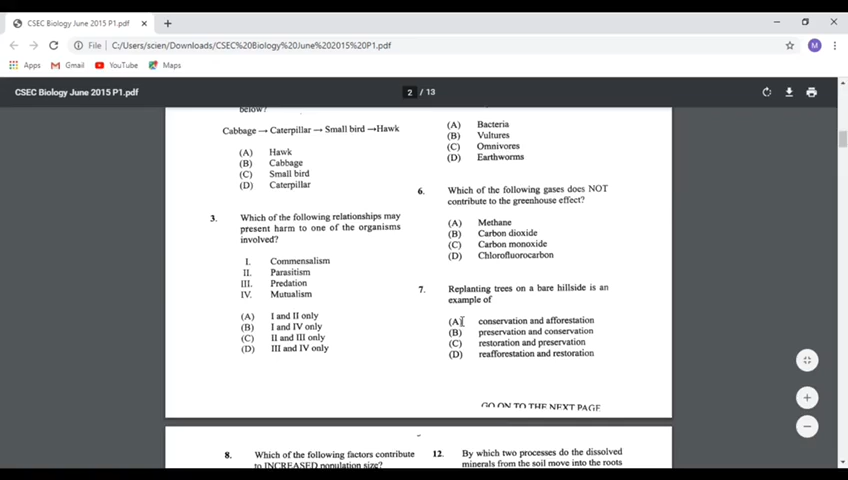 CSEC Biology June 2015 P1.pdf
File
C:/Users/scien/Downloads/CSEC%20Biology%20June%202015%20P1.pdf
M
Apps
Gmail
YouTube
Maps
CSEC Biology June 2015 P1.pdf
2 / 13
below?
Cabbage → Caterpillar → Small bird →Hawk
(A) Hawk
(B) Cabbage
(C) Small bird
(D) Caterpillar
3. Which of the following relationships may
present harm to one of the organisms
involved?
I. Commensalism
II. Parasitism
III. Predation
IV. Mutualism
(A) I and II only
(B) I and IV only
(C) II and III only
(D) III and IV only
(A) Bacteria
(B) Vultures
(C) Omnivores
(D) Earthworms
6. Which of the following gases does NOT
contribute to the greenhouse effect?
(A) Methane
(B) Carbon dioxide
(C) Carbon monoxide
(D) Chlorofluorocarbon
7. Replanting trees on a bare hillside is an
example of
(A) conservation and afforestation
(B) preservation and conservation
(C) restoration and preservation
(D) reafforestation and restoration
GO ON TO THE NEXT PAGE
8. Which of the following factors contribute
to INCREASED population size?
12. By which two processes do the dissolved
minerals from the soil move into the roots